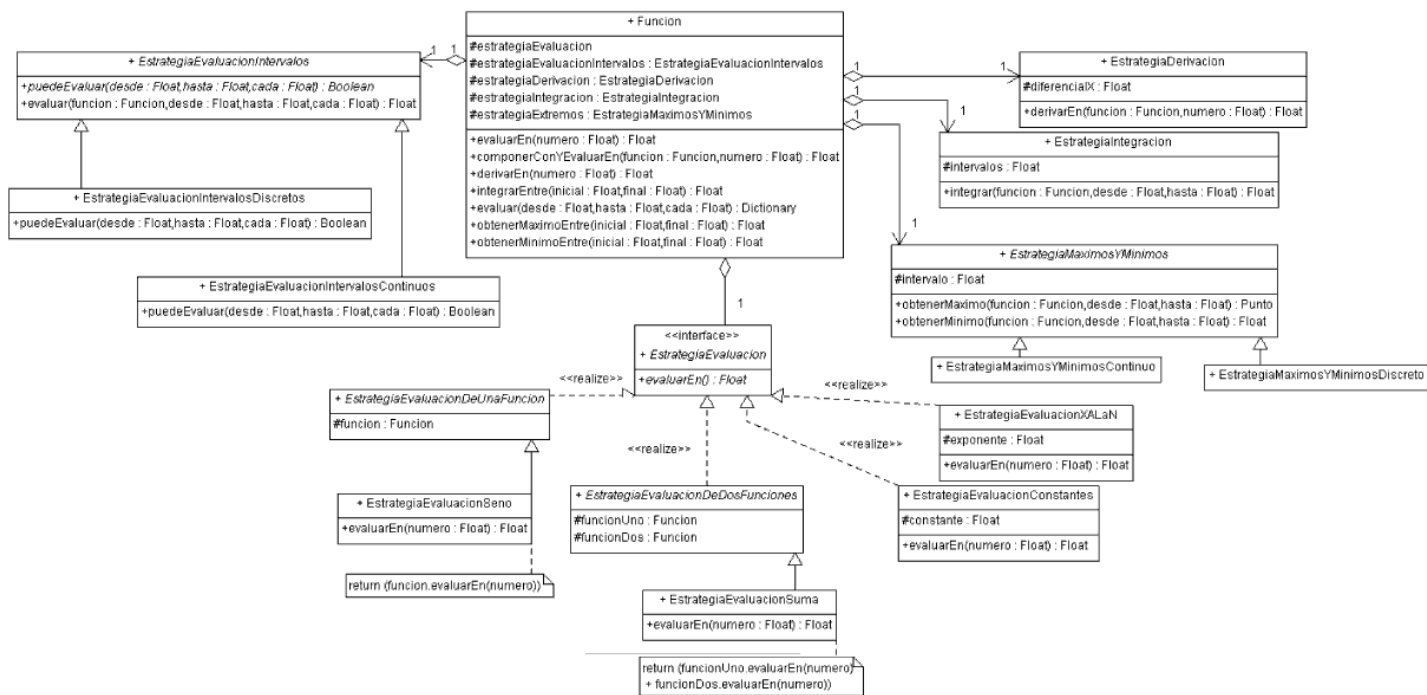 + Funcion
#estrategiaEvaluacion
#estrategiaEvaluacionIntervalos : EstrategiaEvaluacionIntervalos
#estrategiaDerivacion : EstrategiaDerivacion
#estrategiaIntegracion : EstrategiaIntegracion
#estrategiaExtremos : EstrategiaMaximosYMinimos
+evaluarEn(numero : Float) : Float
+componerConYEvaluarEn(funcion : Funcion,numero : Float) : Float
+derivarEn(numero : Float) : Float
+integrarEntre(inicial : Float,final : Float) : Float
+evaluar(desde : Float,hasta : Float,cada : Float) : Dictionary
+obtenerMaximoEntre(inicial : Float,final : Float) : Float
+obtenerMinimoEntre(inicial : Float,final : Float) : Float
1
1
+ EstrategiaEvaluacionIntervalos
+puedeEvaluar(desde : Float,hasta : Float,cada : Float) : Boolean
+evaluar(funcion : Funcion,desde : Float,hasta : Float,cada : Float) : Float
+ EstrategiaEvaluacionIntervalosDiscretos
+puedeEvaluar(desde : Float,hasta : Float,cada : Float) : Boolean
+ EstrategiaEvaluacionIntervalosContinuos
+puedeEvaluar(desde : Float,hasta : Float,cada : Float) : Boolean
1
1
1
1
+ EstrategiaDerivacion
#diferencialX : Float
+derivarEn(funcion : Funcion,numero : Float) : Float
1
+ EstrategiaIntegracion
#intervalos : Float
+integrar(funcion : Funcion,desde : Float,hasta : Float) : Float
1
+ EstrategiaMaximosYMinimos
#intervalo : Float
+obtenerMaximo(funcion : Funcion,desde : Float,hasta : Float) : Punto
+obtenerMinimo(funcion : Funcion,desde : Float,hasta : Float) : Float
+ EstrategiaMaximosYMinimosContinuo
+ EstrategiaMaximosYMinimosDiscreto
1
<<interface>>
+ EstrategiaEvaluacion
+evaluarEn() : Float
<<realize>>
<<realize>>
<<realize>>
<<realize>>
+ EstrategiaEvaluacionDeUnaFuncion
#funcion : Funcion
+ EstrategiaEvaluacionXALaN
#exponente : Float
+evaluarEn(numero : Float) : Float
+ EstrategiaEvaluacionSeno
+evaluarEn(numero : Float) : Float
+ EstrategiaEvaluacionDeDosFunciones
#funcionUno : Funcion
#funcionDos : Funcion
+ EstrategiaEvaluacionConstantes
#constante : Float
+evaluarEn(numero : Float) : Float
return (funcion.evaluarEn(numero))
+ EstrategiaEvaluacionSuma
+evaluarEn(numero : Float) : Float
return (funcionUno.evaluarEn(numero)
+ funcionDos.evaluarEn(numero))